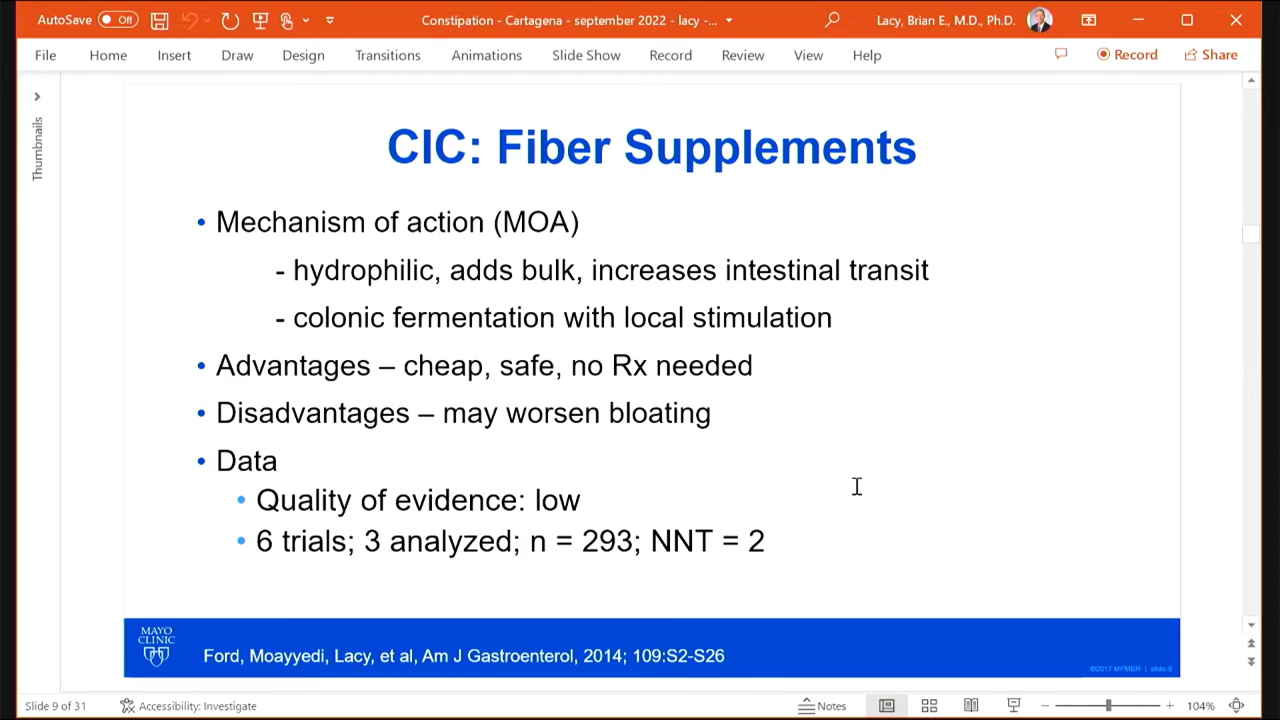 AutoSave Off Constipation - Cartagena - september 2022 - lacy -... Lacy, Brian E., M.D., Ph.D.
File Home Insert Draw Design Transitions Animations Slide Show Record Review View Help Record Share
Thumbnails
CIC: Fiber Supplements
• Mechanism of action (MOA)
- hydrophilic, adds bulk, increases intestinal transit
- colonic fermentation with local stimulation
• Advantages – cheap, safe, no Rx needed
• Disadvantages – may worsen bloating
• Data
• Quality of evidence: low
• 6 trials; 3 analyzed; n = 293; NNT = 2
MAYO
CLINIC
Ford, Moayyedi, Lacy, et al, Am J Gastroenterol, 2014; 109:S2-S26
©2017 MFMER | slide-9
Slide 9 of 31 Accessibility: Investigate Notes 104%